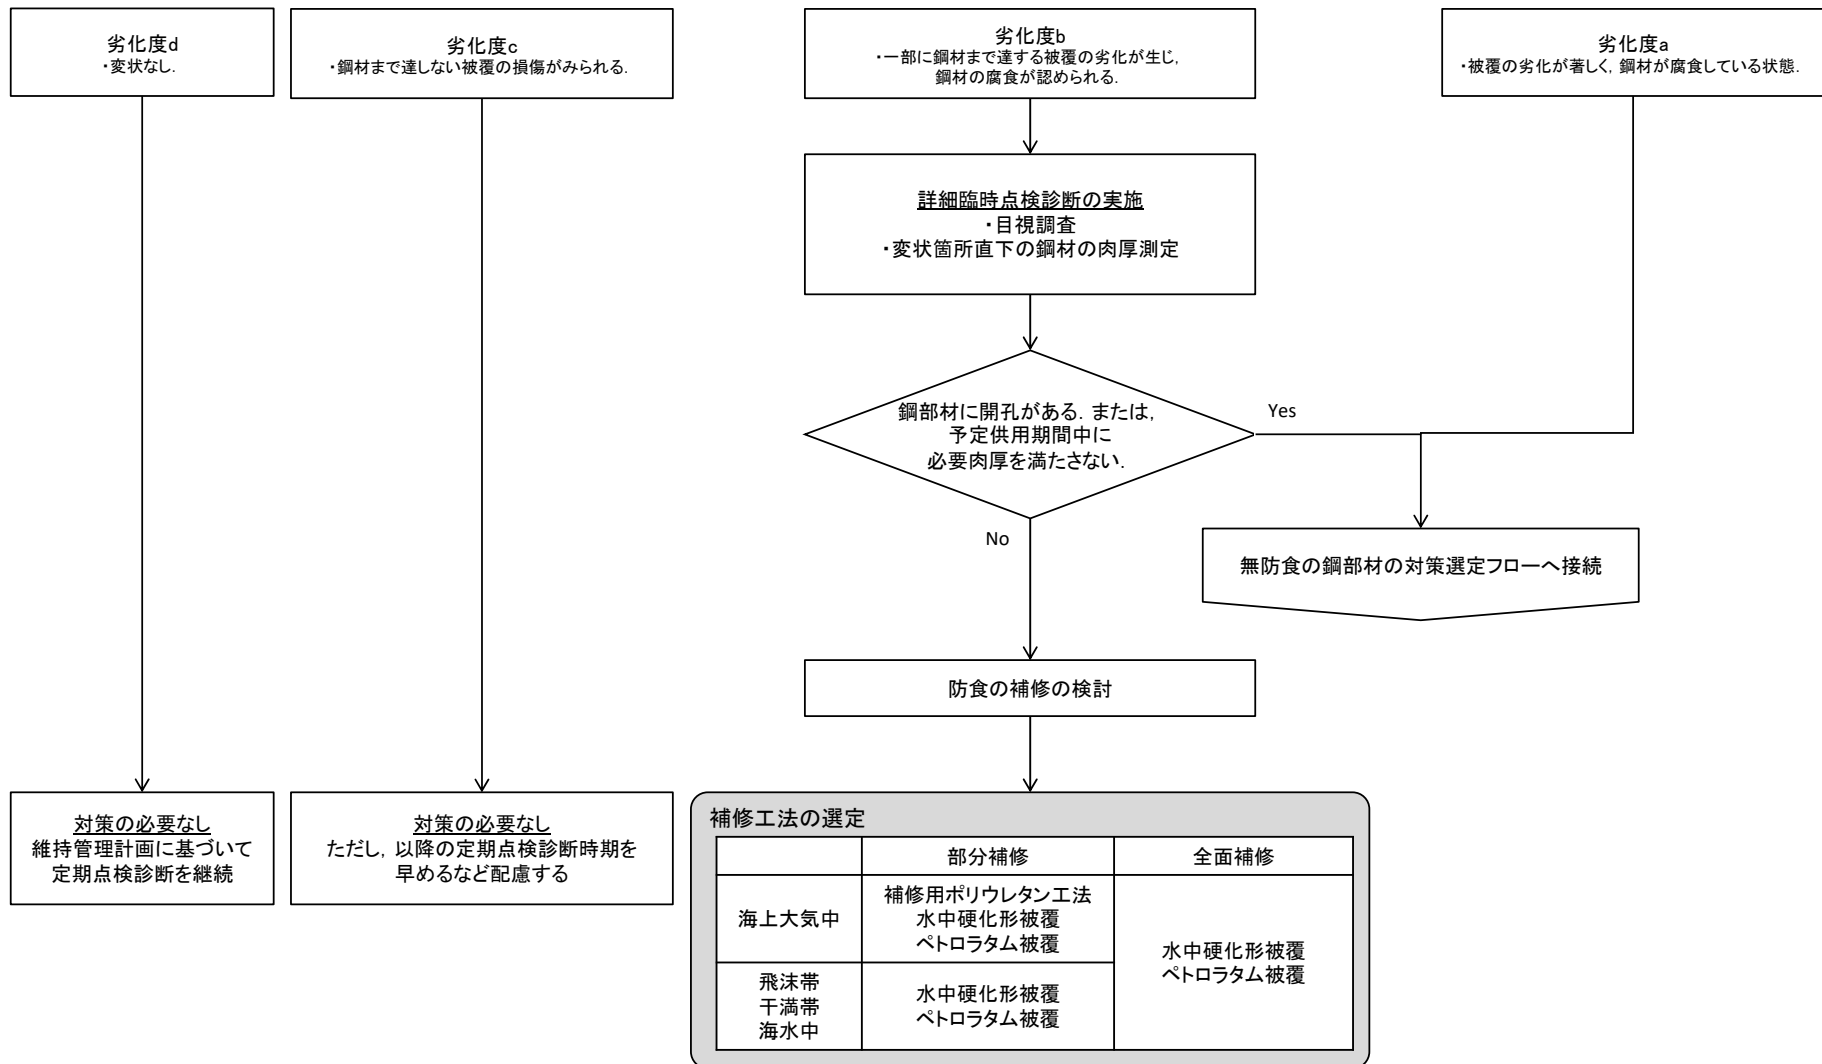 劣化度d
・変状なし.
劣化度c
・鋼材まで達しない被覆の損傷がみられる.
劣化度b
・一部に鋼材まで達する被覆の劣化が生じ,
鋼材の腐食が認められる.
劣化度a
・被覆の劣化が著しく, 鋼材が腐食している状態.
詳細臨時点検診断の実施
・目視調査
・変状箇所直下の鋼材の肉厚測定
鋼部材に開孔がある. または,
予定供用期間中に
必要肉厚を満たさない.
Yes
No
無防食の鋼部材の対策選定フローへ接続
防食の補修の検討
対策の必要なし
維持管理計画に基づいて
定期点検診断を継続
対策の必要なし
ただし, 以降の定期点検診断時期を
早めるなど配慮する
補修工法の選定
部分補修
全面補修
海上大気中
補修用ポリウレタン工法
水中硬化形被覆
ペトロラタム被覆
水中硬化形被覆
ペトロラタム被覆
飛沫帯
干満帯
海水中
水中硬化形被覆
ペトロラタム被覆